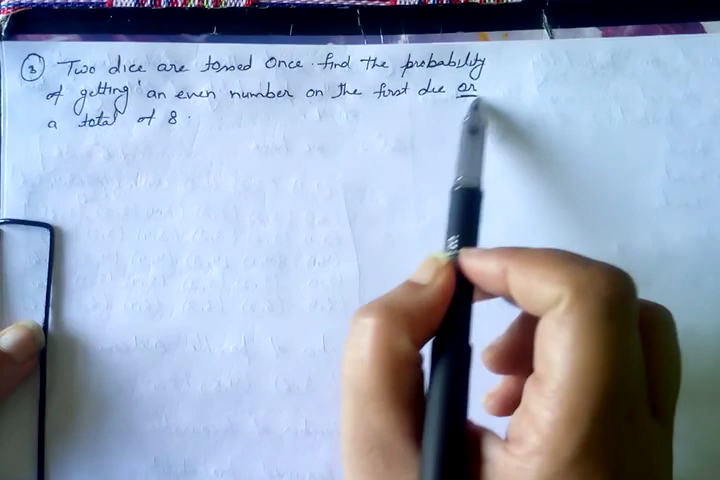 ③ Two dice are tossed once. find the probability
of getting an even number on the first die or
a total of 8.